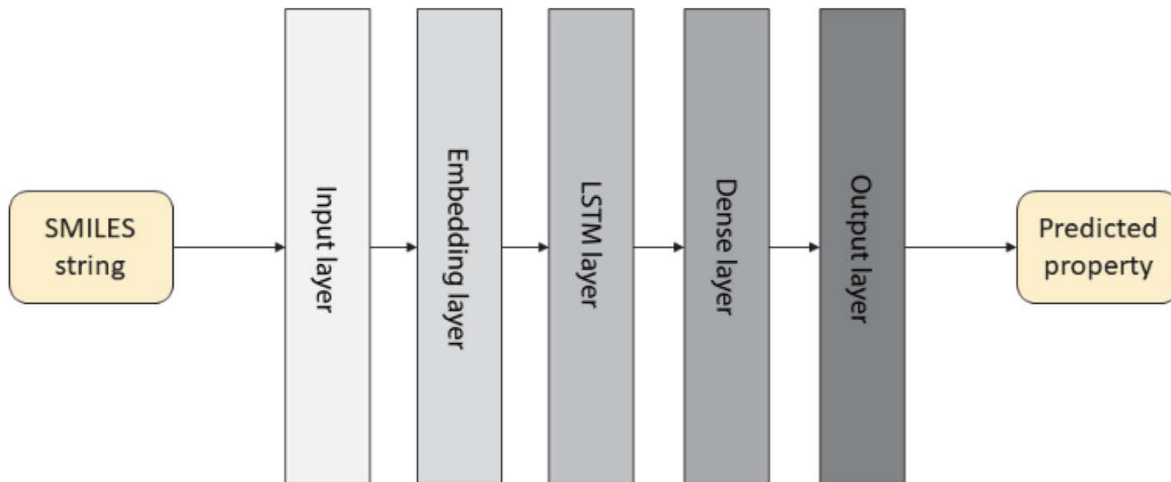 SMILES
string
Input layer
Embedding layer
LSTM layer
Dense layer
Output layer
Predicted
property